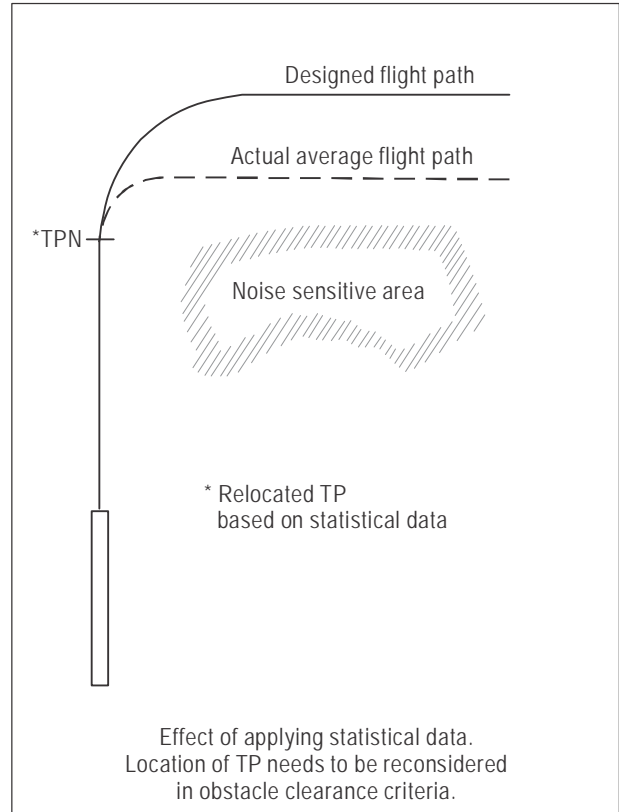 Designed flight path
Actual average flight path
*TPN
Noise sensitive area
* Relocated TP
based on statistical data
Effect of applying statistical data.
Location of TP needs to be reconsidered
in obstacle clearance criteria.